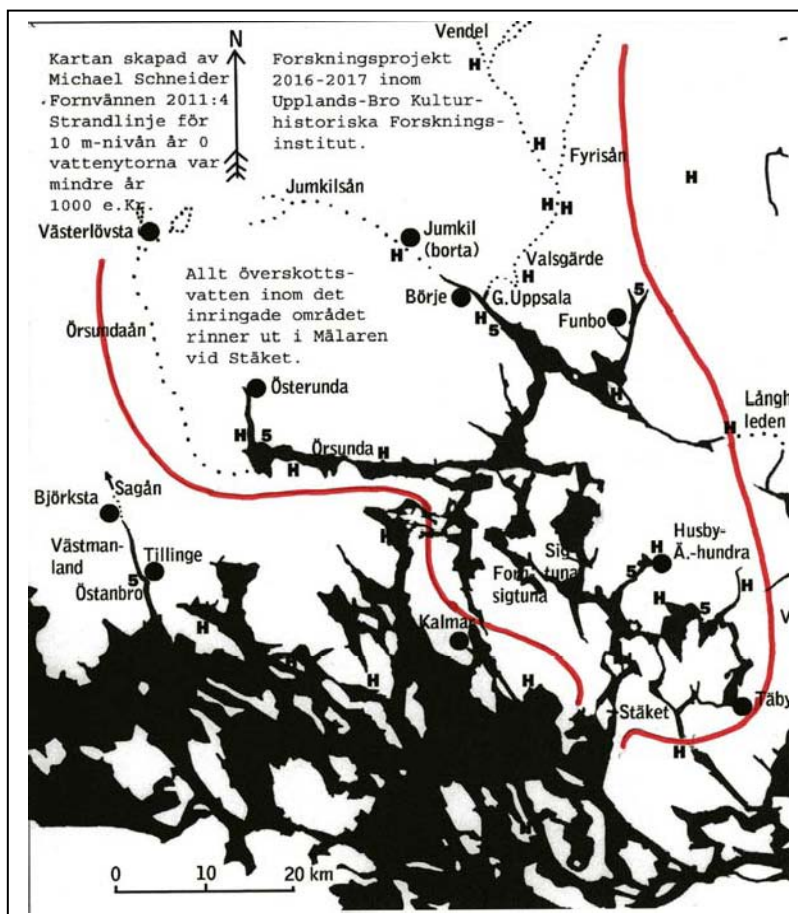 Kartan skapad av
Michael Schneider
Fornvännen 2011:4
Strandlinje för
10 m-nivån år 0
vattenytorna var
mindre år
1000 e.Kr.
N
Forskningsprojekt
2016-2017 inom
Upplands-Bro Kultur-
historiska Forsknings-
institut.
Vendel
H
H
Fyrisån
H
H H
Jumkilsån
Västerlövsta
Jumkil
(borta)
H
Valsgärde
H
Börje
G.Uppsala
H
5
5
Funbo
Allt överskotts-
vatten inom det
inringade området
rinner ut i Mälaren
vid Stäket.
Örsundaån
Österunda
H
H
Långh
leden
H 5
H
Örsunda
H
Björksta
Sagån
Västman-
land
Tillinge
5
Östanbro
H
H
Sig
tuna
Forn-
sigtuna
Husby-
Ä.-hundra
H
5
H
H
5
Kalmar
H
H
Stäket
Täby
H
H
V
0 10 20 km